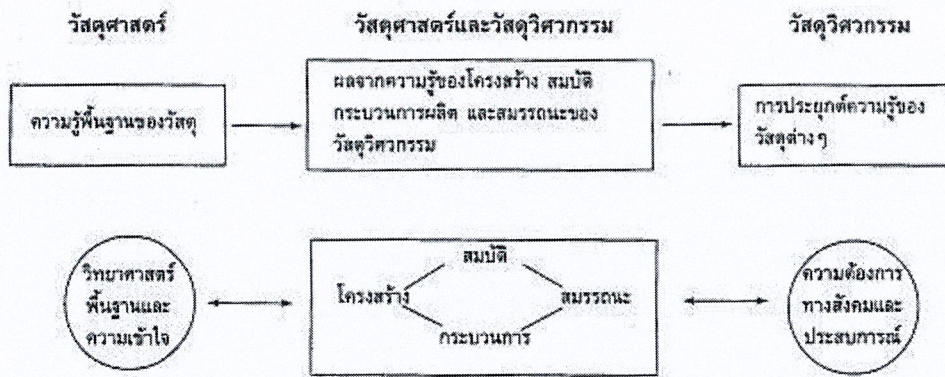 วัสดุศาสตร์
วัสดุศาสตร์และวัสดุวิศวกรรม
วัสดุวิศวกรรม
ความรู้พื้นฐานของวัสดุ
ผลจากความรู้ของโครงสร้าง สมบัติ
กระบวนการผลิต และสมรรถนะของ
วัสดุวิศวกรรม
การประยุกต์ความรู้ของ
วัสดุต่างๆ
วิทยาศาสตร์
พื้นฐานและ
ความเข้าใจ
สมบัติ
โครงสร้าง
สมรรถนะ
กระบวนการ
ความต้องการ
ทางสังคมและ
ประสบการณ์